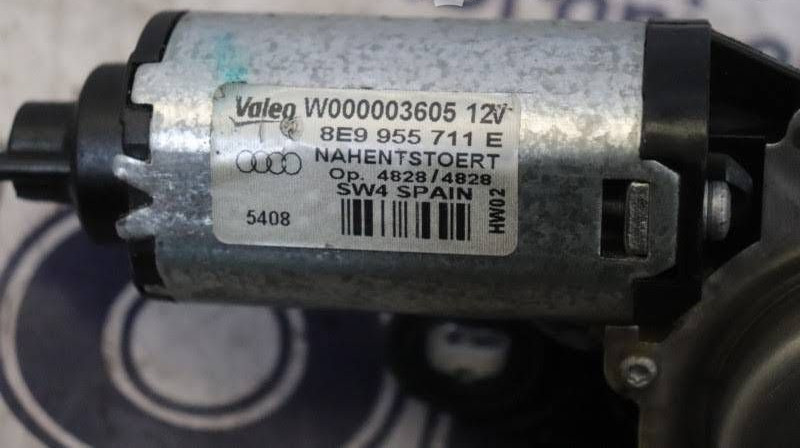 Valeo W000003605 12V
8E9 955 711 E
NAHENTSTOERT
Op. 4828/4828
SW4 SPAIN
5408
HW02